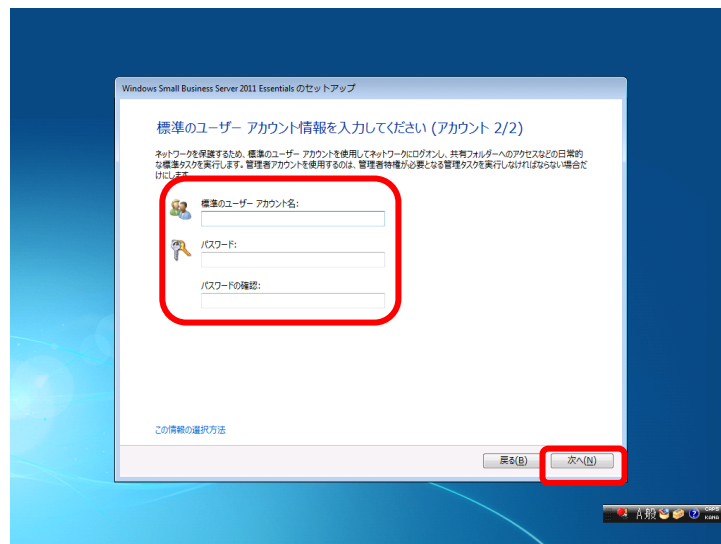 Windows Small Business Server 2011 Essentials のセットアップ
標準のユーザー アカウント情報を入力してください (アカウント 2/2)
ネットワークを保護するため、標準のユーザー アカウントを使用してネットワークにログオンし、共有フォルダーへのアクセスなどの日常的
な標準タスクを実行します。管理者アカウントを使用するのは、管理者特権が必要となる管理タスクを実行しなければならない場合だ
けにします。
標準のユーザー アカウント名:
パスワード:
パスワードの確認:
この情報の選択方法
戻る(B) 次へ(N)
A 般 CAPS
KANA